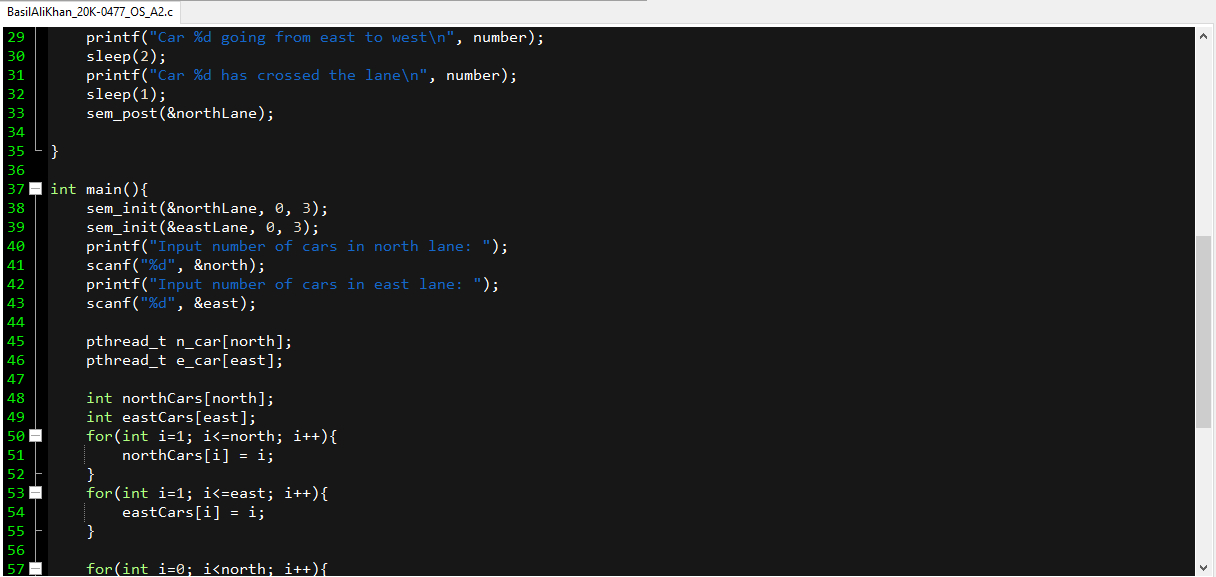 BasilAliKhan_20K-0477_OS_A2.c
29 printf("Car %d going from east to west\n", number);
30 sleep(2);
31 printf("Car %d has crossed the lane\n", number);
32 sleep(1);
33 sem_post(&northLane);
34
35 }
36
37 int main(){
38 sem_init(&northLane, 0, 3);
39 sem_init(&eastLane, 0, 3);
40 printf("Input number of cars in north lane: ");
41 scanf("%d", &north);
42 printf("Input number of cars in east lane: ");
43 scanf("%d", &east);
44
45 pthread_t n_car[north];
46 pthread_t e_car[east];
47
48 int northCars[north];
49 int eastCars[east];
50 for(int i=1; i<=north; i++){
51 northCars[i] = i;
52 }
53 for(int i=1; i<=east; i++){
54 eastCars[i] = i;
55 }
56
57 for(int i=0; i<north; i++){